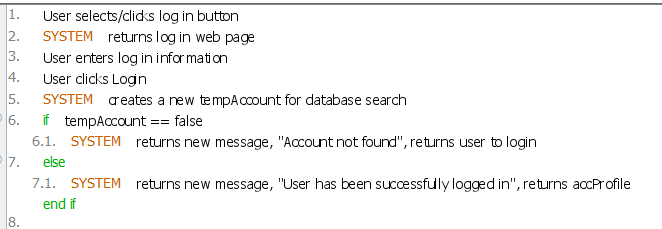 1. User selects/clicks log in button
2. SYSTEM returns log in web page
3. User enters log in information
4. User clicks Login
5. SYSTEM creates a new tempAccount for database search
6. if tempAccount == false
6.1. SYSTEM returns new message, "Account not found", returns user to login
7. else
7.1. SYSTEM returns new message, "User has been successfully logged in", returns accProfile
end if
8.